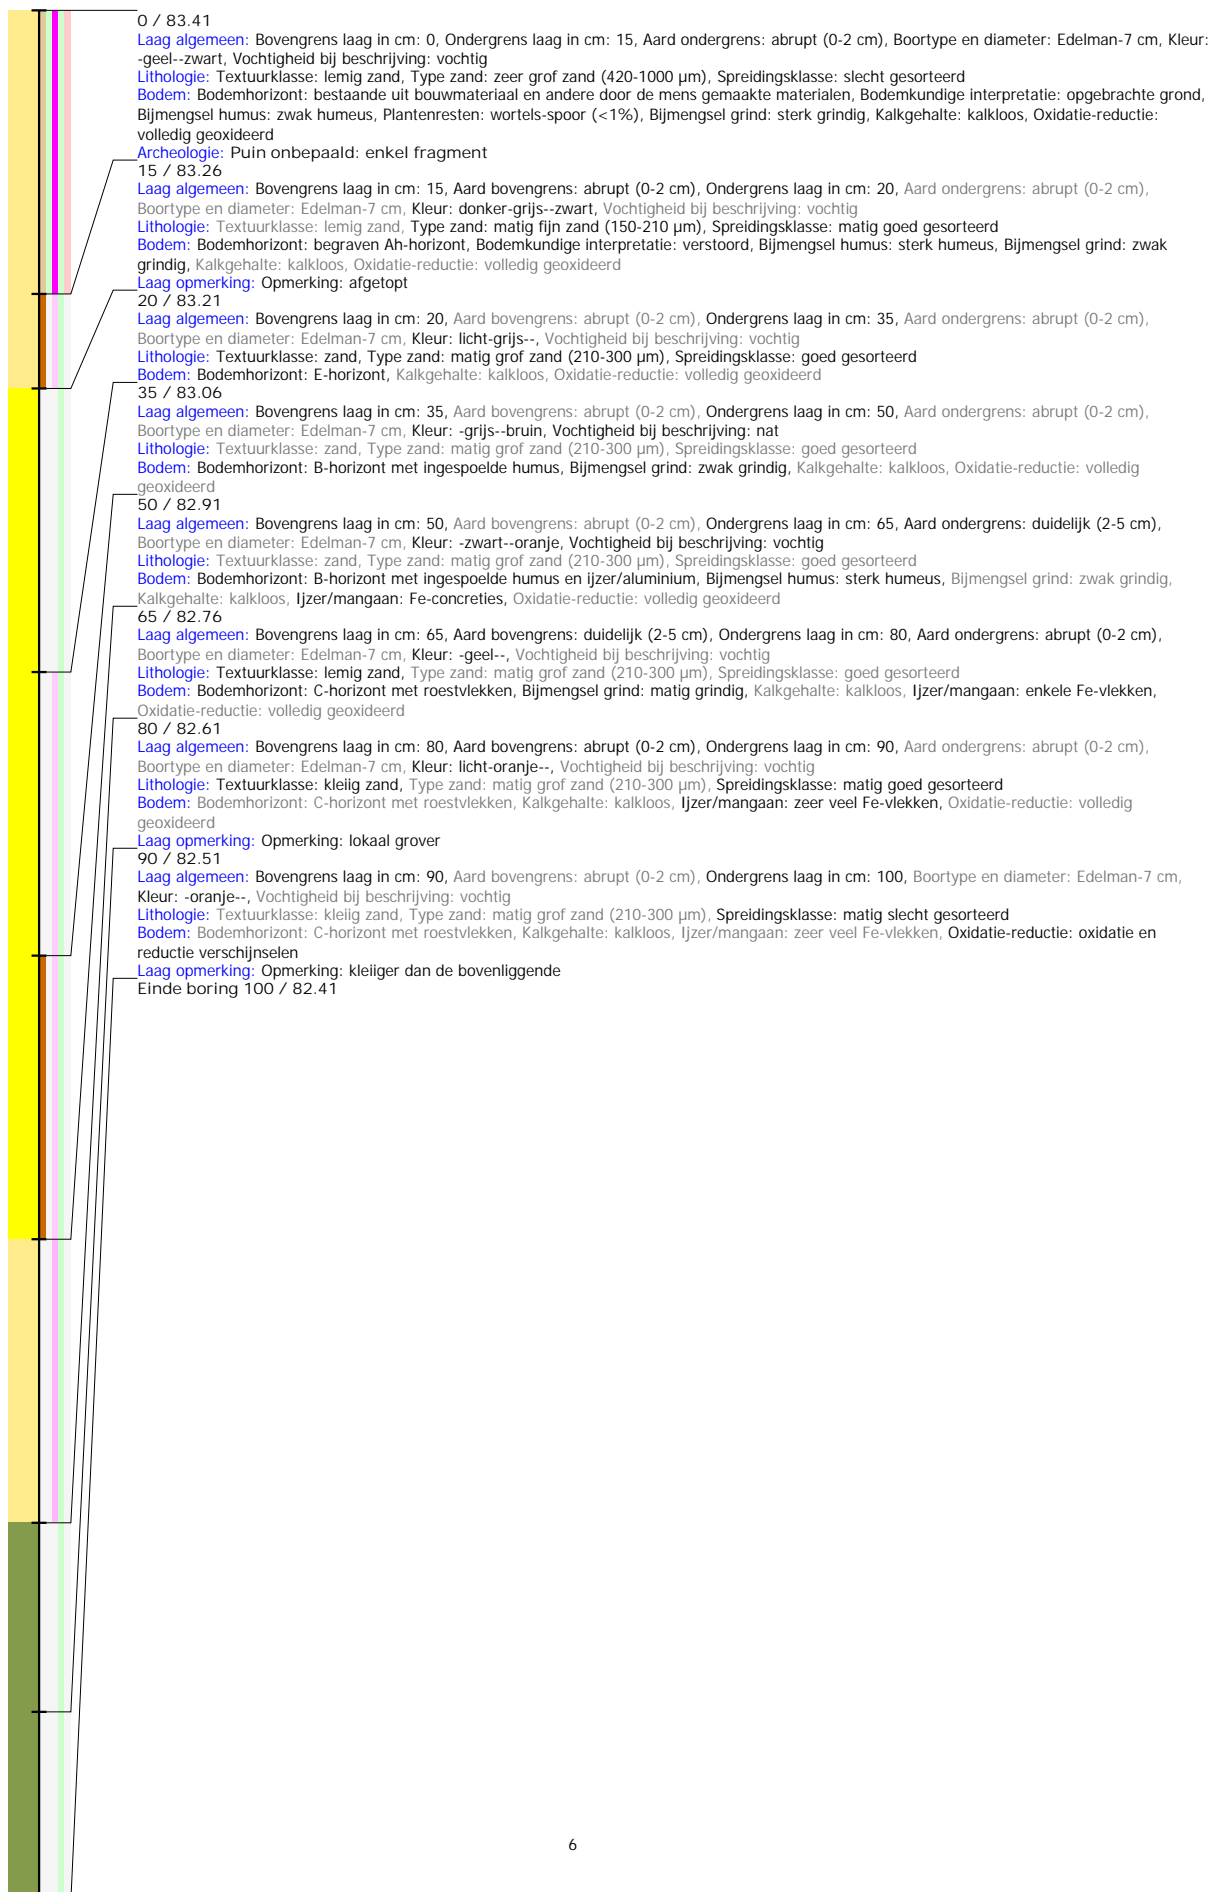 0 / 83.41
Laag algemeen: Bovengrens laag in cm: 0, Ondergrens laag in cm: 15, Aard ondergrens: abrupt (0-2 cm), Boortype en diameter: Edelman-7 cm, Kleur:
-geel--zwart, Vochtigheid bij beschrijving: vochtig
Lithologie: Textuurklasse: lemig zand, Type zand: zeer grof zand (420-1000 µm), Spreidingsklasse: slecht gesorteerd
Bodem: Bodemhorizont: bestaande uit bouwmateriaal en andere door de mens gemaakte materialen, Bodemkundige interpretatie: opgebrachte grond,
Bijmengsel humus: zwak humeus, Plantenresten: wortels-spoor (<1%), Bijmengsel grind: sterk grindig, Kalkgehalte: kalkloos, Oxidatie-reductie:
volledig geoxideerd
Archeologie: Puin onbepaald: enkel fragment
15 / 83.26
Laag algemeen: Bovengrens laag in cm: 15, Aard bovengrens: abrupt (0-2 cm), Ondergrens laag in cm: 20, Aard ondergrens: abrupt (0-2 cm),
Boortype en diameter: Edelman-7 cm, Kleur: donker-grijs--zwart, Vochtigheid bij beschrijving: vochtig
Lithologie: Textuurklasse: lemig zand, Type zand: matig fijn zand (150-210 µm), Spreidingsklasse: matig goed gesorteerd
Bodem: Bodemhorizont: begraven Ah-horizont, Bodemkundige interpretatie: verstoord, Bijmengsel humus: sterk humeus, Bijmengsel grind: zwak
grindig, Kalkgehalte: kalkloos, Oxidatie-reductie: volledig geoxideerd
Laag opmerking: Opmerking: afgetopt
20 / 83.21
Laag algemeen: Bovengrens laag in cm: 20, Aard bovengrens: abrupt (0-2 cm), Ondergrens laag in cm: 35, Aard ondergrens: abrupt (0-2 cm),
Boortype en diameter: Edelman-7 cm, Kleur: licht-grijs--, Vochtigheid bij beschrijving: vochtig
Lithologie: Textuurklasse: zand, Type zand: matig grof zand (210-300 µm), Spreidingsklasse: goed gesorteerd
Bodem: Bodemhorizont: E-horizont, Kalkgehalte: kalkloos, Oxidatie-reductie: volledig geoxideerd
35 / 83.06
Laag algemeen: Bovengrens laag in cm: 35, Aard bovengrens: abrupt (0-2 cm), Ondergrens laag in cm: 50, Aard ondergrens: abrupt (0-2 cm),
Boortype en diameter: Edelman-7 cm, Kleur: -grijs--bruin, Vochtigheid bij beschrijving: nat
Lithologie: Textuurklasse: zand, Type zand: matig grof zand (210-300 µm), Spreidingsklasse: goed gesorteerd
Bodem: Bodemhorizont: B-horizont met ingespoelde humus, Bijmengsel grind: zwak grindig, Kalkgehalte: kalkloos, Oxidatie-reductie: volledig
geoxideerd
50 / 82.91
Laag algemeen: Bovengrens laag in cm: 50, Aard bovengrens: abrupt (0-2 cm), Ondergrens laag in cm: 65, Aard ondergrens: duidelijk (2-5 cm),
Boortype en diameter: Edelman-7 cm, Kleur: -zwart--oranje, Vochtigheid bij beschrijving: vochtig
Lithologie: Textuurklasse: zand, Type zand: matig grof zand (210-300 µm), Spreidingsklasse: goed gesorteerd
Bodem: Bodemhorizont: B-horizont met ingespoelde humus en ijzer/aluminium, Bijmengsel humus: sterk humeus, Bijmengsel grind: zwak grindig,
Kalkgehalte: kalkloos, Ijzer/mangaan: Fe-concreties, Oxidatie-reductie: volledig geoxideerd
65 / 82.76
Laag algemeen: Bovengrens laag in cm: 65, Aard bovengrens: duidelijk (2-5 cm), Ondergrens laag in cm: 80, Aard ondergrens: abrupt (0-2 cm),
Boortype en diameter: Edelman-7 cm, Kleur: -geel--, Vochtigheid bij beschrijving: vochtig
Lithologie: Textuurklasse: lemig zand, Type zand: matig grof zand (210-300 µm), Spreidingsklasse: goed gesorteerd
Bodem: Bodemhorizont: C-horizont met roestvlekken, Bijmengsel grind: matig grindig, Kalkgehalte: kalkloos, Ijzer/mangaan: enkele Fe-vlekken,
Oxidatie-reductie: volledig geoxideerd
80 / 82.61
Laag algemeen: Bovengrens laag in cm: 80, Aard bovengrens: abrupt (0-2 cm), Ondergrens laag in cm: 90, Aard ondergrens: abrupt (0-2 cm),
Boortype en diameter: Edelman-7 cm, Kleur: licht-oranje--, Vochtigheid bij beschrijving: vochtig
Lithologie: Textuurklasse: kleiig zand, Type zand: matig grof zand (210-300 µm), Spreidingsklasse: matig goed gesorteerd
Bodem: Bodemhorizont: C-horizont met roestvlekken, Kalkgehalte: kalkloos, Ijzer/mangaan: zeer veel Fe-vlekken, Oxidatie-reductie: volledig
geoxideerd
Laag opmerking: Opmerking: lokaal grover
90 / 82.51
Laag algemeen: Bovengrens laag in cm: 90, Aard bovengrens: abrupt (0-2 cm), Ondergrens laag in cm: 100, Boortype en diameter: Edelman-7 cm,
Kleur: -oranje--, Vochtigheid bij beschrijving: vochtig
Lithologie: Textuurklasse: kleiig zand, Type zand: matig grof zand (210-300 µm), Spreidingsklasse: matig slecht gesorteerd
Bodem: Bodemhorizont: C-horizont met roestvlekken, Kalkgehalte: kalkloos, Ijzer/mangaan: zeer veel Fe-vlekken, Oxidatie-reductie: oxidatie en
reductie verschijnselen
Laag opmerking: Opmerking: kleiiger dan de bovenliggende
Einde boring 100 / 82.41
6